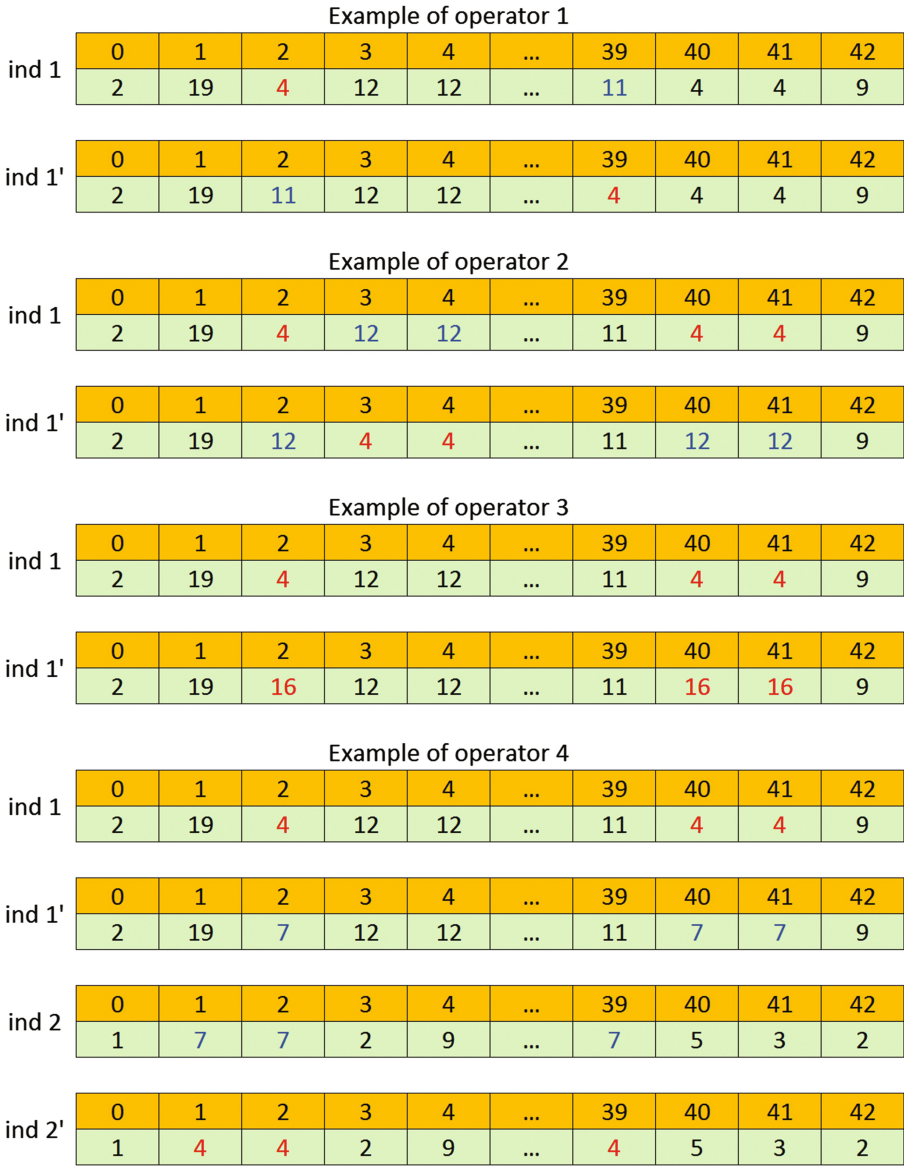 Example of operator 1
ind 1
0 1 2 3 4 ... 39 40 41 42
2 19 4 12 12 ... 11 4 4 9
ind 1'
0 1 2 3 4 ... 39 40 41 42
2 19 11 12 12 ... 4 4 4 9
Example of operator 2
ind 1
0 1 2 3 4 ... 39 40 41 42
2 19 4 12 12 ... 11 4 4 9
ind 1'
0 1 2 3 4 ... 39 40 41 42
2 19 12 4 4 ... 11 12 12 9
Example of operator 3
ind 1
0 1 2 3 4 ... 39 40 41 42
2 19 4 12 12 ... 11 4 4 9
ind 1'
0 1 2 3 4 ... 39 40 41 42
2 19 16 12 12 ... 11 16 16 9
Example of operator 4
ind 1
0 1 2 3 4 ... 39 40 41 42
2 19 4 12 12 ... 11 4 4 9
ind 1'
0 1 2 3 4 ... 39 40 41 42
2 19 7 12 12 ... 11 7 7 9
ind 2
0 1 2 3 4 ... 39 40 41 42
1 7 7 2 9 ... 7 5 3 2
ind 2'
0 1 2 3 4 ... 39 40 41 42
1 4 4 2 9 ... 4 5 3 2